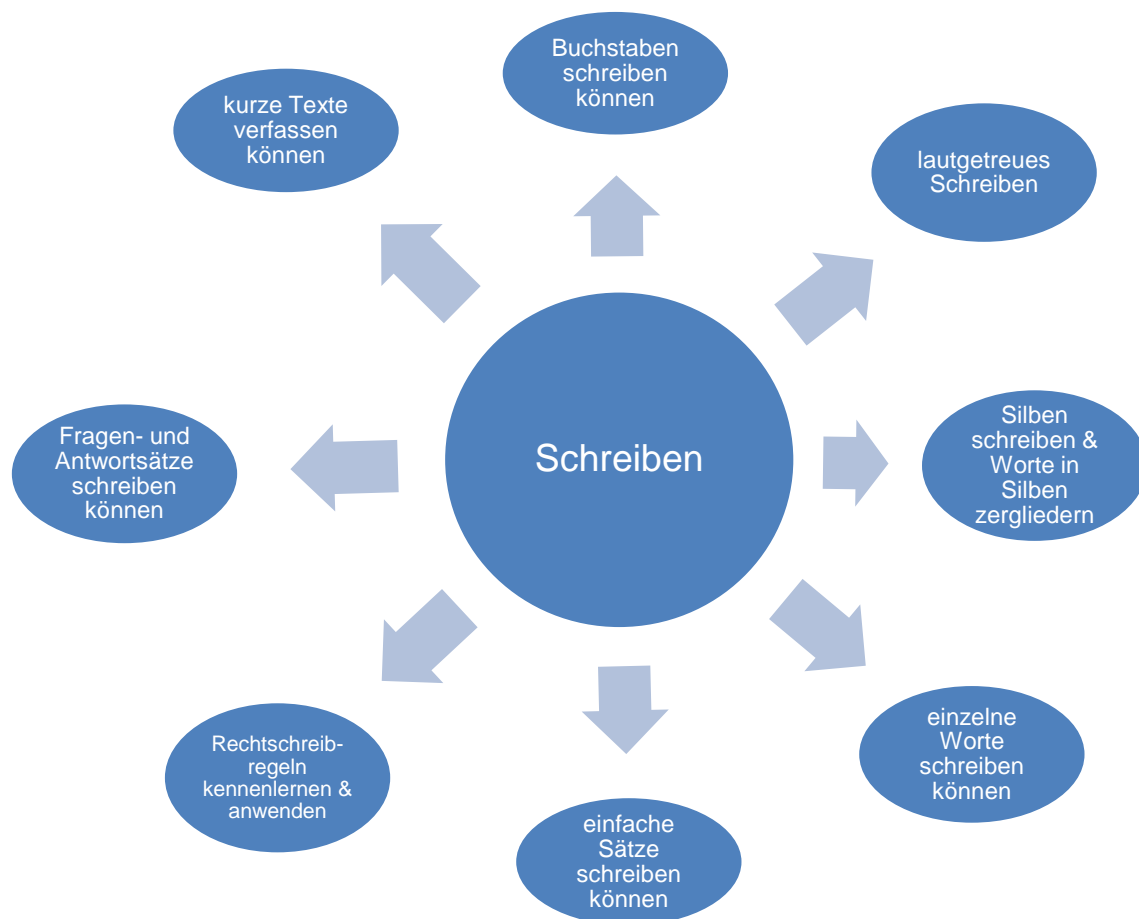 Buchstaben
schreiben
können
lautgetreues
Schreiben
Silben
schreiben &
Worte in
Silben
zergliedern
einzelne
Worte
schreiben
können
einfache
Sätze
schreiben
können
Rechtschreib-
regeln
kennenlernen &
anwenden
Fragen- und
Antwortsätze
schreiben
können
kurze Texte
verfassen
können
Schreiben